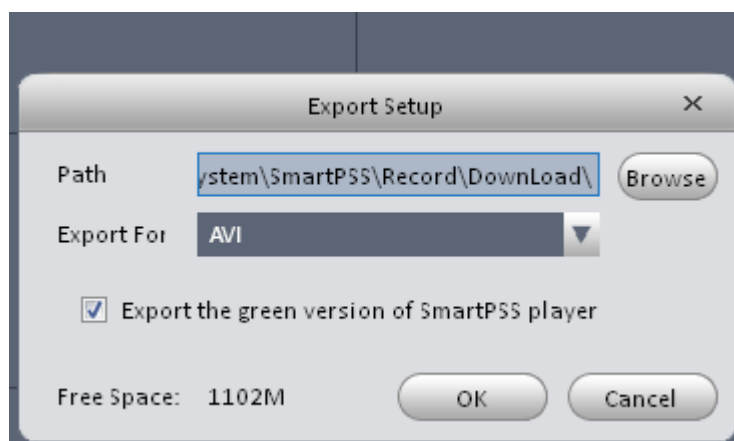 Export Setup
Path ystem\SmartPSS\Record\DownLoad\ Browse
Export For AVI
Export the green version of SmartPSS player
Free Space: 1102M OK Cancel